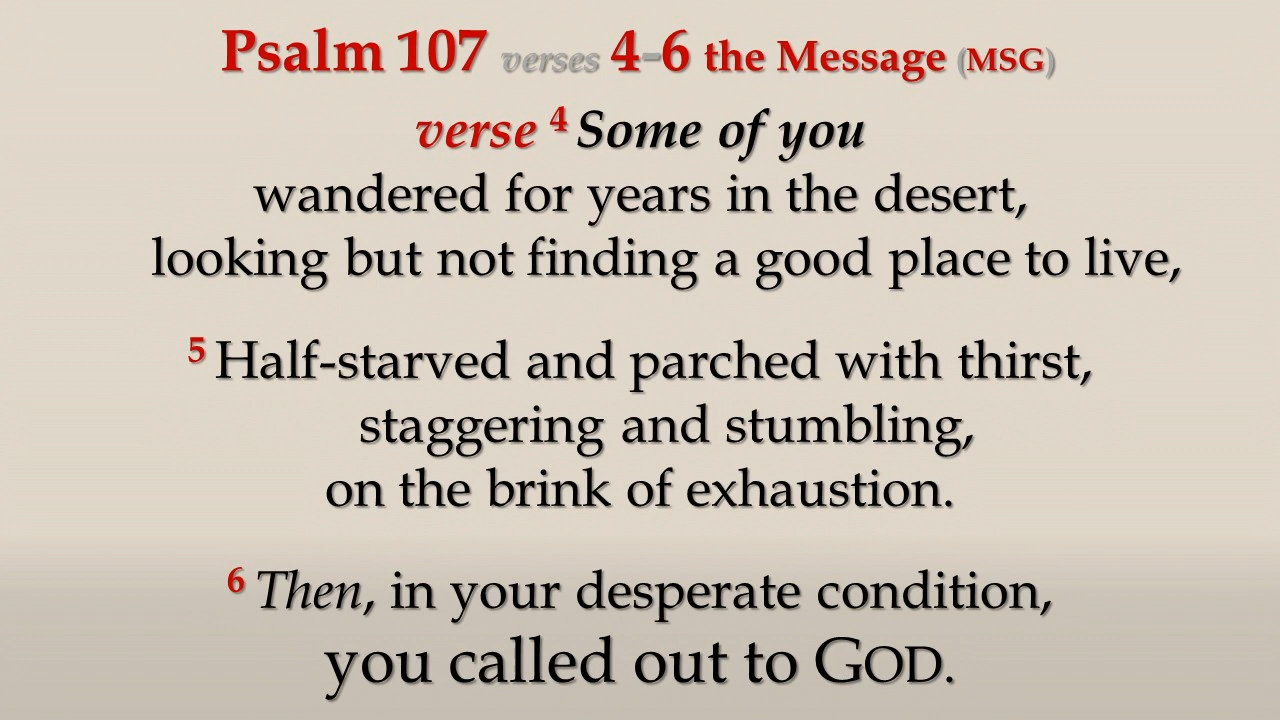 Psalm 107 verses 4-6 the Message (MSG)
verse 4 Some of you
wandered for years in the desert,
looking but not finding a good place to live,
5 Half-starved and parched with thirst,
staggering and stumbling,
on the brink of exhaustion.
6 Then, in your desperate condition,
you called out to GOD.